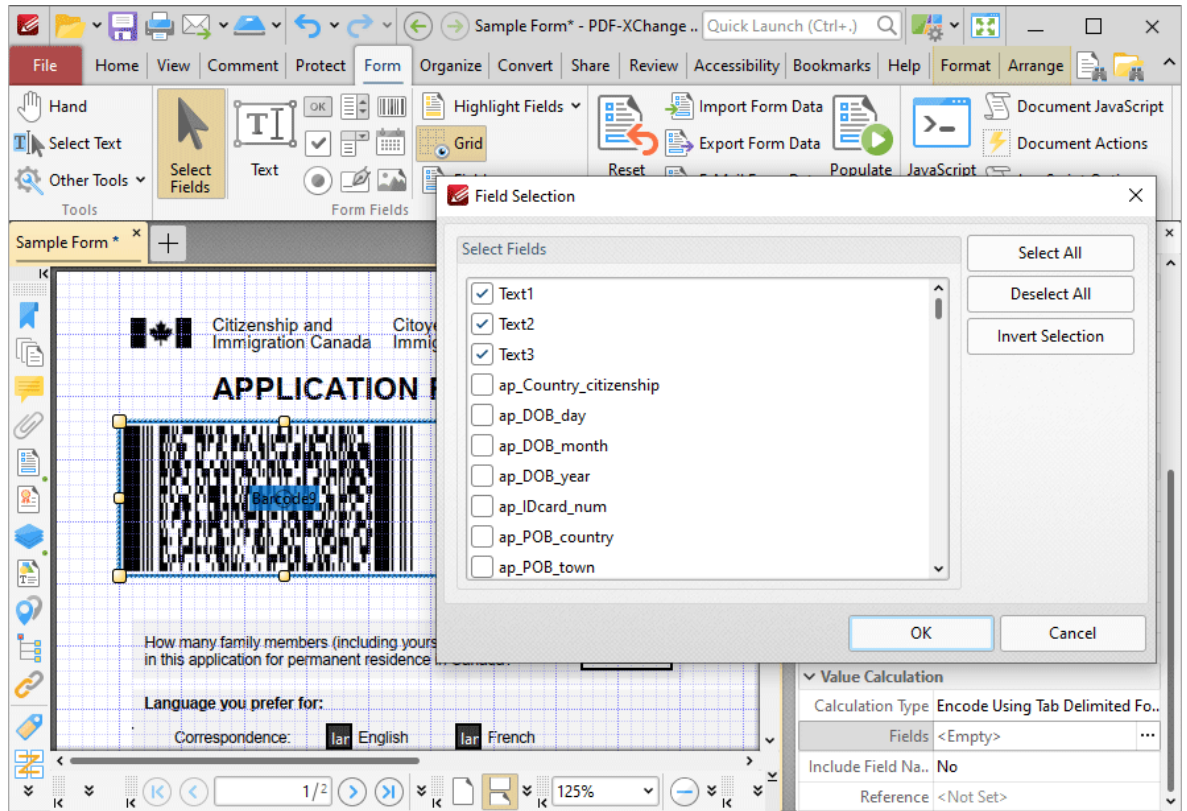 Sample Form* - PDF-XChange ..
Quick Launch (Ctrl+.)
File
Home
View
Comment
Protect
Form
Organize
Convert
Share
Review
Accessibility
Bookmarks
Help
Format
Arrange
Hand
Select Text
Other Tools
Tools
Select
Fields
Text
OK
Form Fields
Highlight Fields
Grid
Reset
Import Form Data
Export Form Data
Populate
JavaScript
Document JavaScript
Document Actions
Sample Form *
Field Selection
Select Fields
Text1
Text2
Text3
ap_Country_citizenship
ap_DOB_day
ap_DOB_month
ap_DOB_year
ap_IDcard_num
ap_POB_country
ap_POB_town
Select All
Deselect All
Invert Selection
OK
Cancel
Citizenship and
Immigration Canada
APPLICATION
Barcode9
How many family members (including yours
in this application for permanent residence
Language you prefer for:
Correspondence:
lar
English
lar
French
Value Calculation
Calculation Type Encode Using Tab Delimited Fo..
Fields <Empty> ...
Include Field Na.. No
Reference <Not Set>
1/2
125%